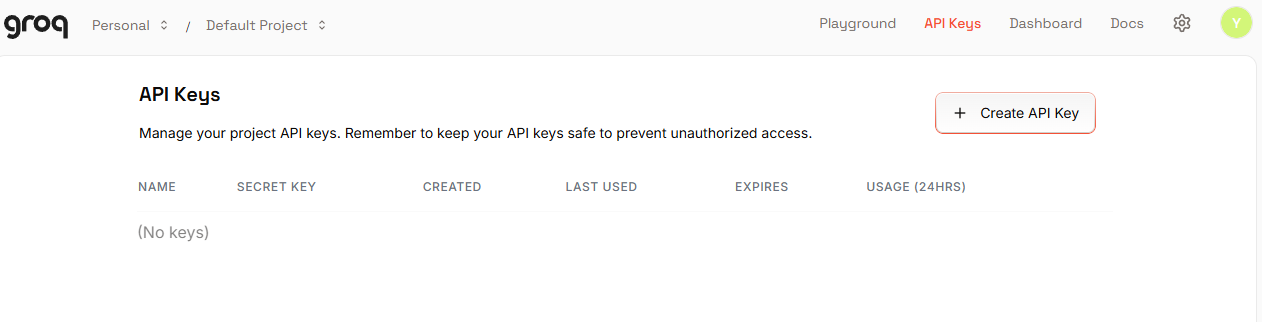 groq Personal / Default Project Playground API Keys Dashboard Docs Y
API Keys
+ Create API Key
Manage your project API keys. Remember to keep your API keys safe to prevent unauthorized access.
NAME SECRET KEY CREATED LAST USED EXPIRES USAGE (24HRS)
(No keys)